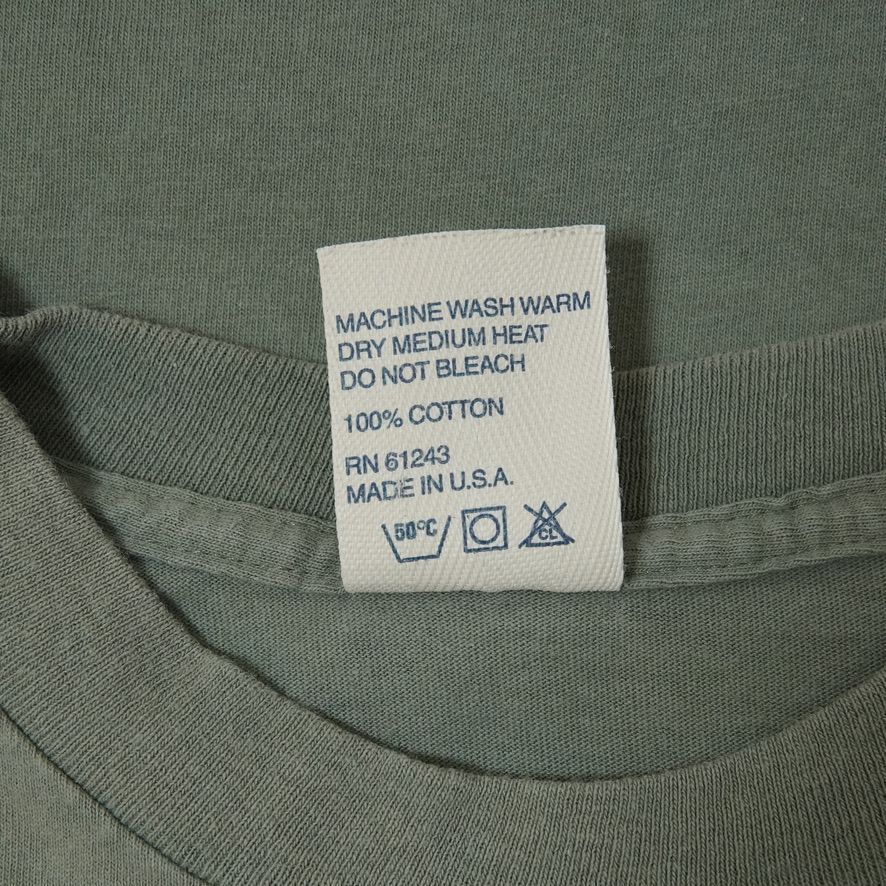 MACHINE WASH WARM
DRY MEDIUM HEAT
DO NOT BLEACH
100% COTTON
RN 61243
MADE IN U.S.A.
50°C CL